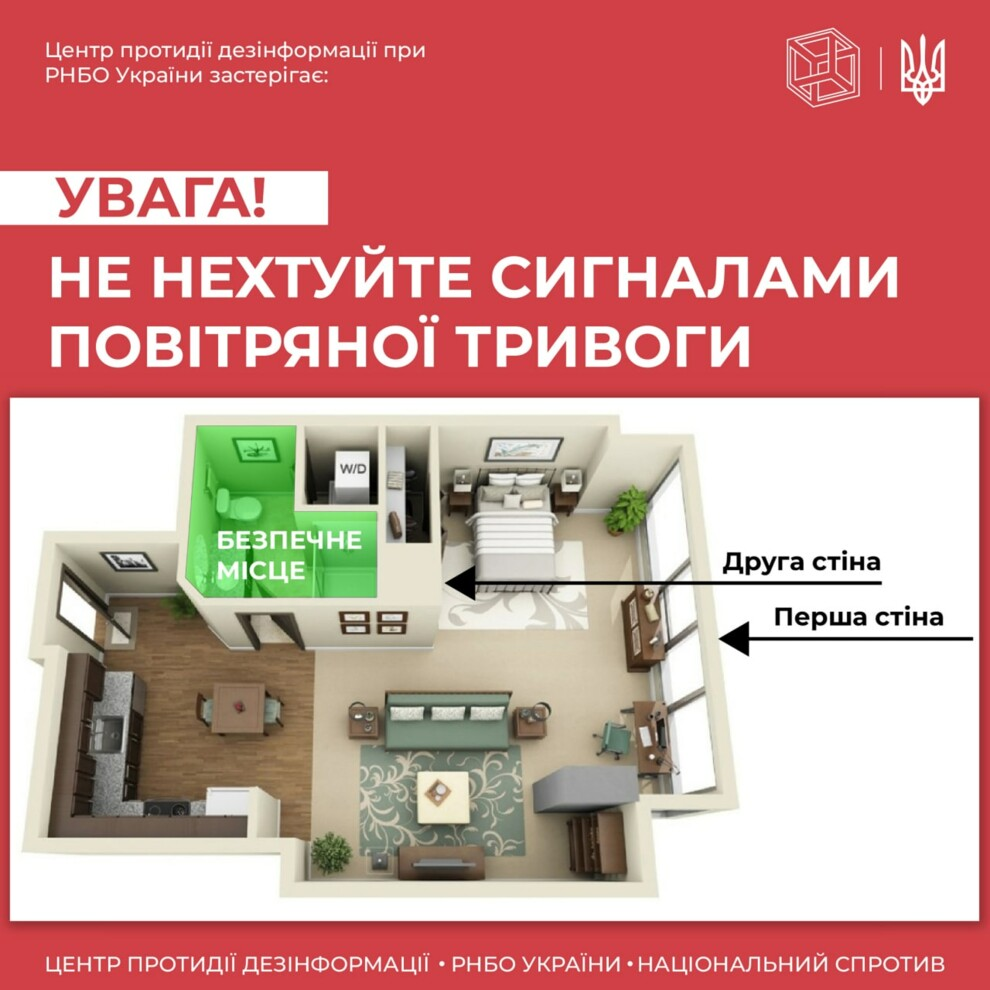 Центр протидії дезінформації при
РНБО України застерігає:
УВАГА!
НЕ НЕХТУЙТЕ СИГНАЛАМИ
ПОВІТРЯНОЇ ТРИВОГИ
W/D
БЕЗПЕЧНЕ
МІСЦЕ
Друга стіна
Перша стіна
ЦЕНТР ПРОТИДІЇ ДЕЗІНФОРМАЦІЇ • РНБО УКРАЇНИ • НАЦІОНАЛЬНИЙ СПРОТИВ